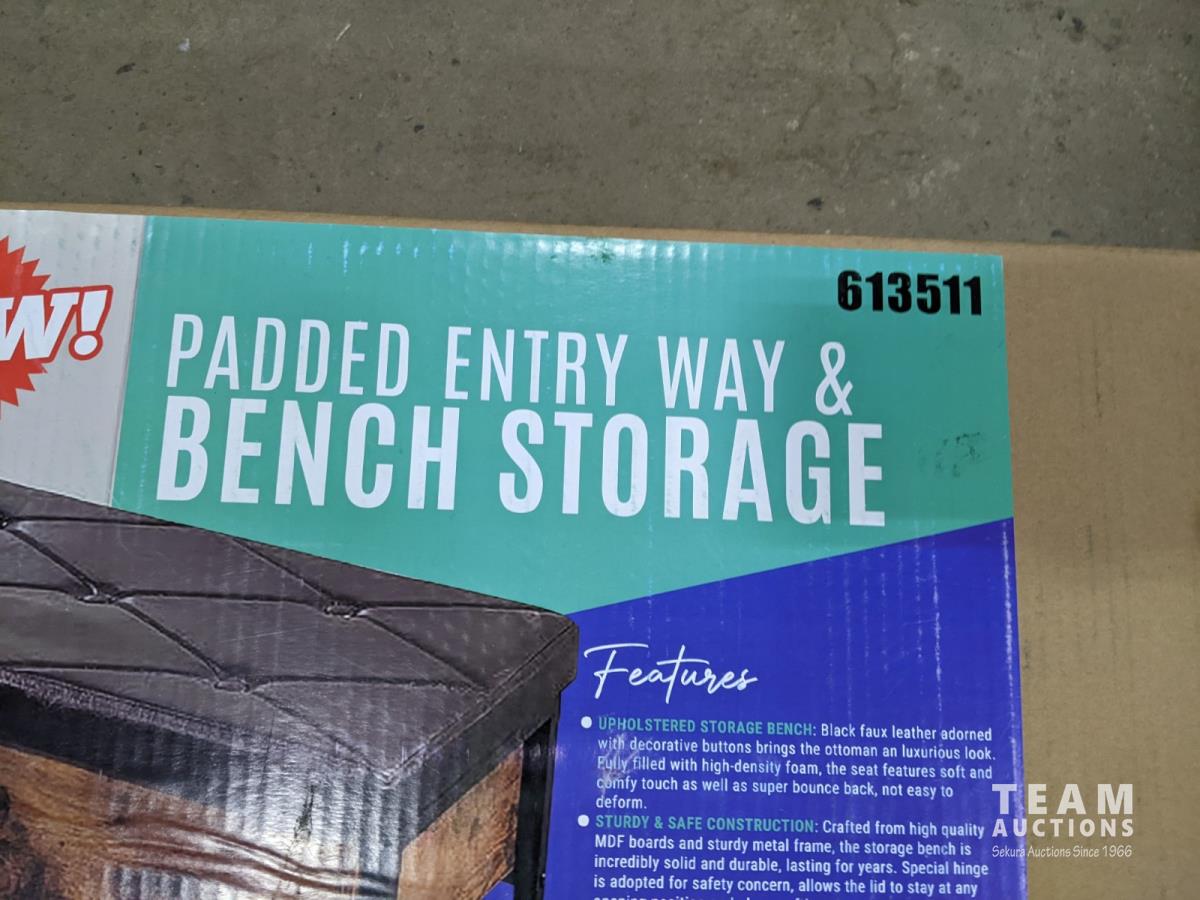 613511
W!
PADDED ENTRY WAY &
BENCH STORAGE
Features
UPHOLSTERED STORAGE BENCH: Black faux leather adorned
with decorative buttons brings the ottoman an luxurious look.
Fully filled with high-density foam, the seat features soft and
comfy touch as well as super bounce back, not easy to
deform.
STURDY & SAFE CONSTRUCTION: Crafted from high quality
MDF boards and sturdy metal frame, the storage bench is
incredibly solid and durable, lasting for years. Special hinge
is adopted for safety concern, allows the lid to stay at any
TEAM
AUCTIONS
Sekura Auctions Since 1966